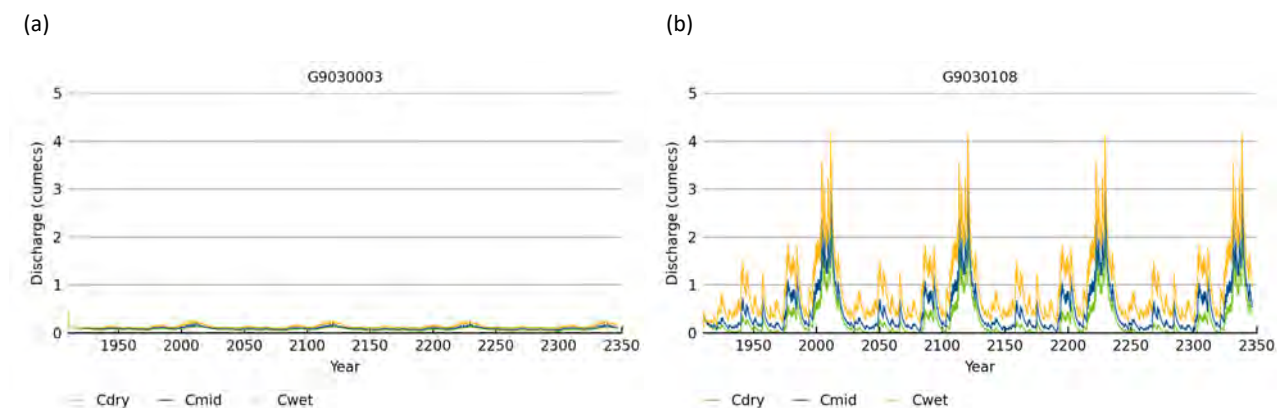 (a)
(b)
G9030003
G9030108
5
4
3
2
1
0
Discharge (cumecs)
1950 2000 2050 2100 2150 2200 2250 2300 2350
Year
Cdry Cmid Cwet
5
4
3
2
1
0
Discharge (cumecs)
1950 2000 2050 2100 2150 2200 2250 2300 2350
Year
Cdry Cmid Cwet